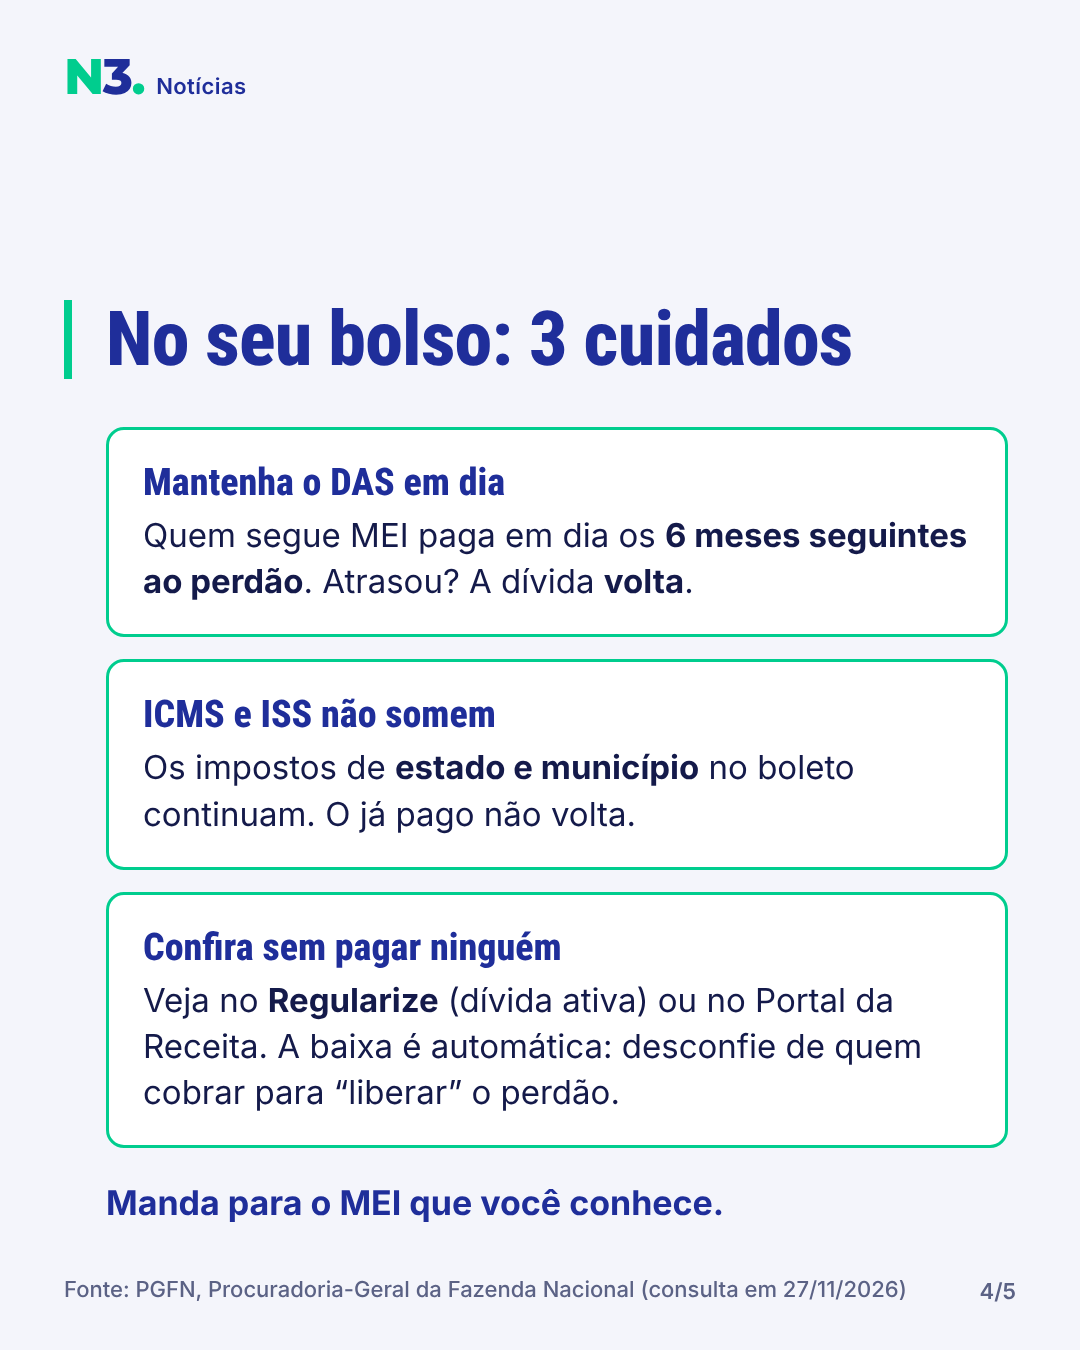 N3. Notícias
No seu bolso: 3 cuidados
Mantenha o DAS em dia
Quem segue MEI paga em dia os 6 meses seguintes
ao perdão. Atrasou? A dívida volta.
ICMS e ISS não somem
Os impostos de estado e município no boleto
continuam. O já pago não volta.
Confira sem pagar ninguém
Veja no Regularize (dívida ativa) ou no Portal da
Receita. A baixa é automática: desconfie de quem
cobrar para “liberar” o perdão.
Manda para o MEI que você conhece.
Fonte: PGFN, Procuradoria-Geral da Fazenda Nacional (consulta em 27/11/2026)
4/5